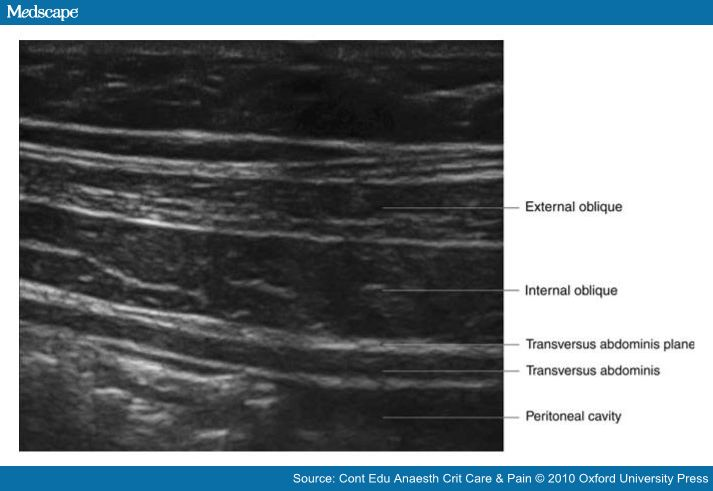 Medscape
External oblique
Internal oblique
Transversus abdominis plane
Transversus abdominis
Peritoneal cavity
Source: Cont Edu Anaesth Crit Care & Pain © 2010 Oxford University Press